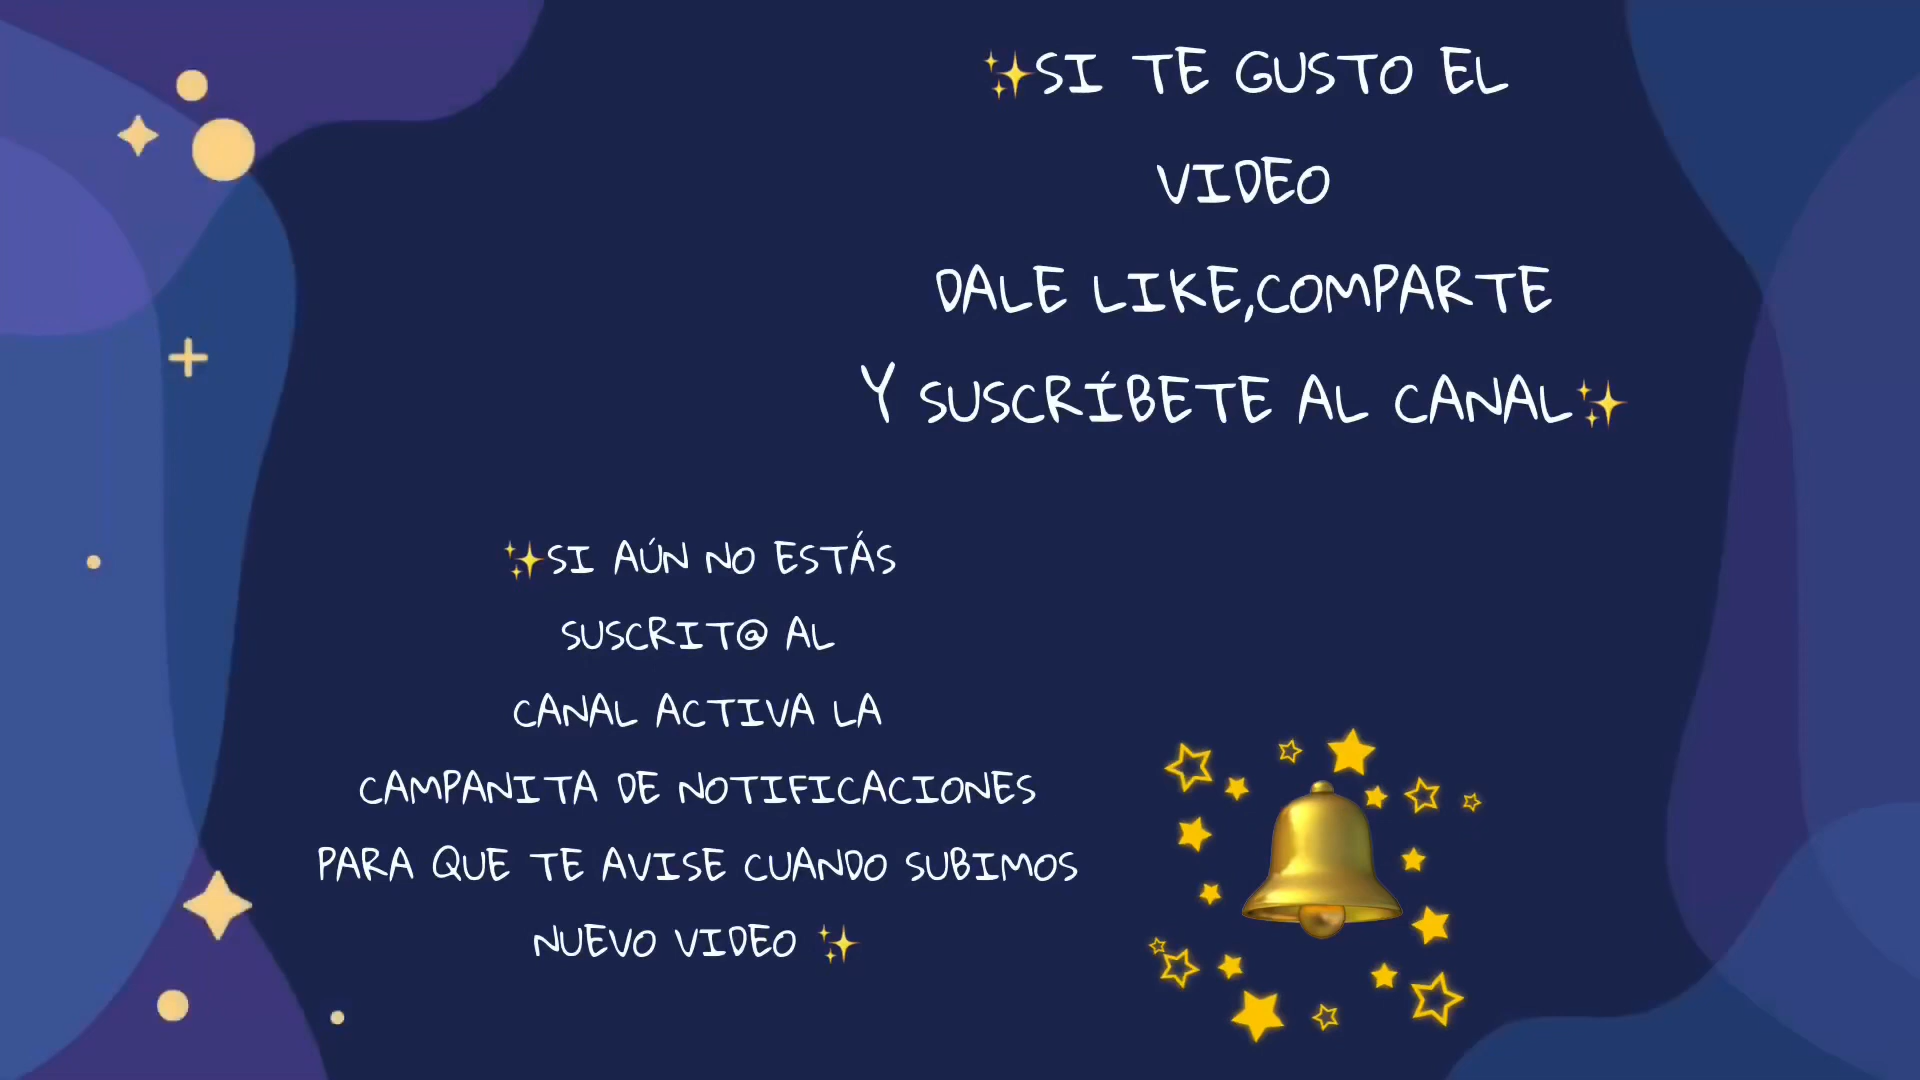 ✨SI TE GUSTO EL
VIDEO
DALE LIKE,COMPARTE
Y SUSCRÍBETE AL CANAL✨
✨SI AÚN NO ESTÁS
SUSCRIT@ AL
CANAL ACTIVA LA
CAMPANITA DE NOTIFICACIONES
PARA QUE TE AVISE CUANDO SUBIMOS
NUEVO VIDEO ✨